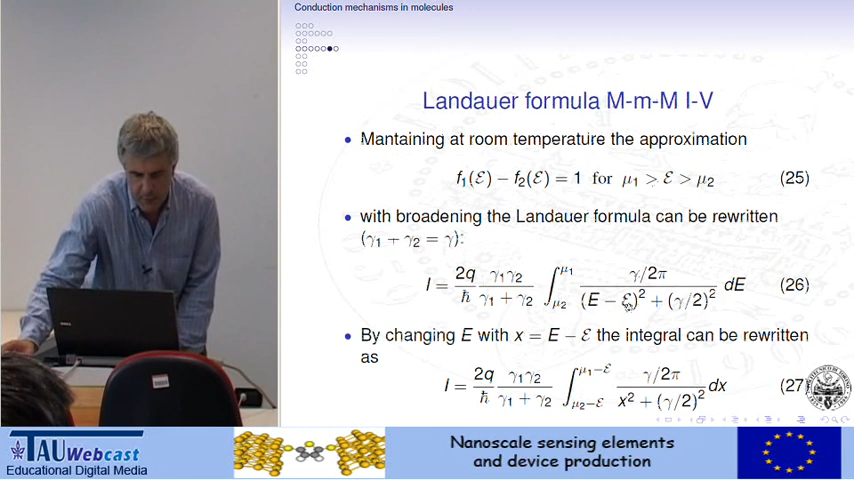 Conduction mechanisms in molecules
Landauer formula M-m-M I-V
• Mantaining at room temperature the approximation
f₁(ℰ) − f₂(ℰ) = 1 for μ₁ > ℰ > μ₂ (25)
• with broadening the Landauer formula can be rewritten
(γ₁ + γ₂ = γ):
I = 2q/ħ γ₁γ₂/(γ₁ + γ₂) ∫_{μ₂}^{μ₁} (γ/2π)/((E − ℰ)² + (γ/2)²) dE (26)
• By changing E with x = E − ℰ the integral can be rewritten
as
I = 2q/ħ γ₁γ₂/(γ₁ + γ₂) ∫_{μ₂−ℰ}^{μ₁−ℰ} (γ/2π)/(x² + (γ/2)²) dx (27)
TAU Webcast
Educational Digital Media
Nanoscale sensing elements
and device production